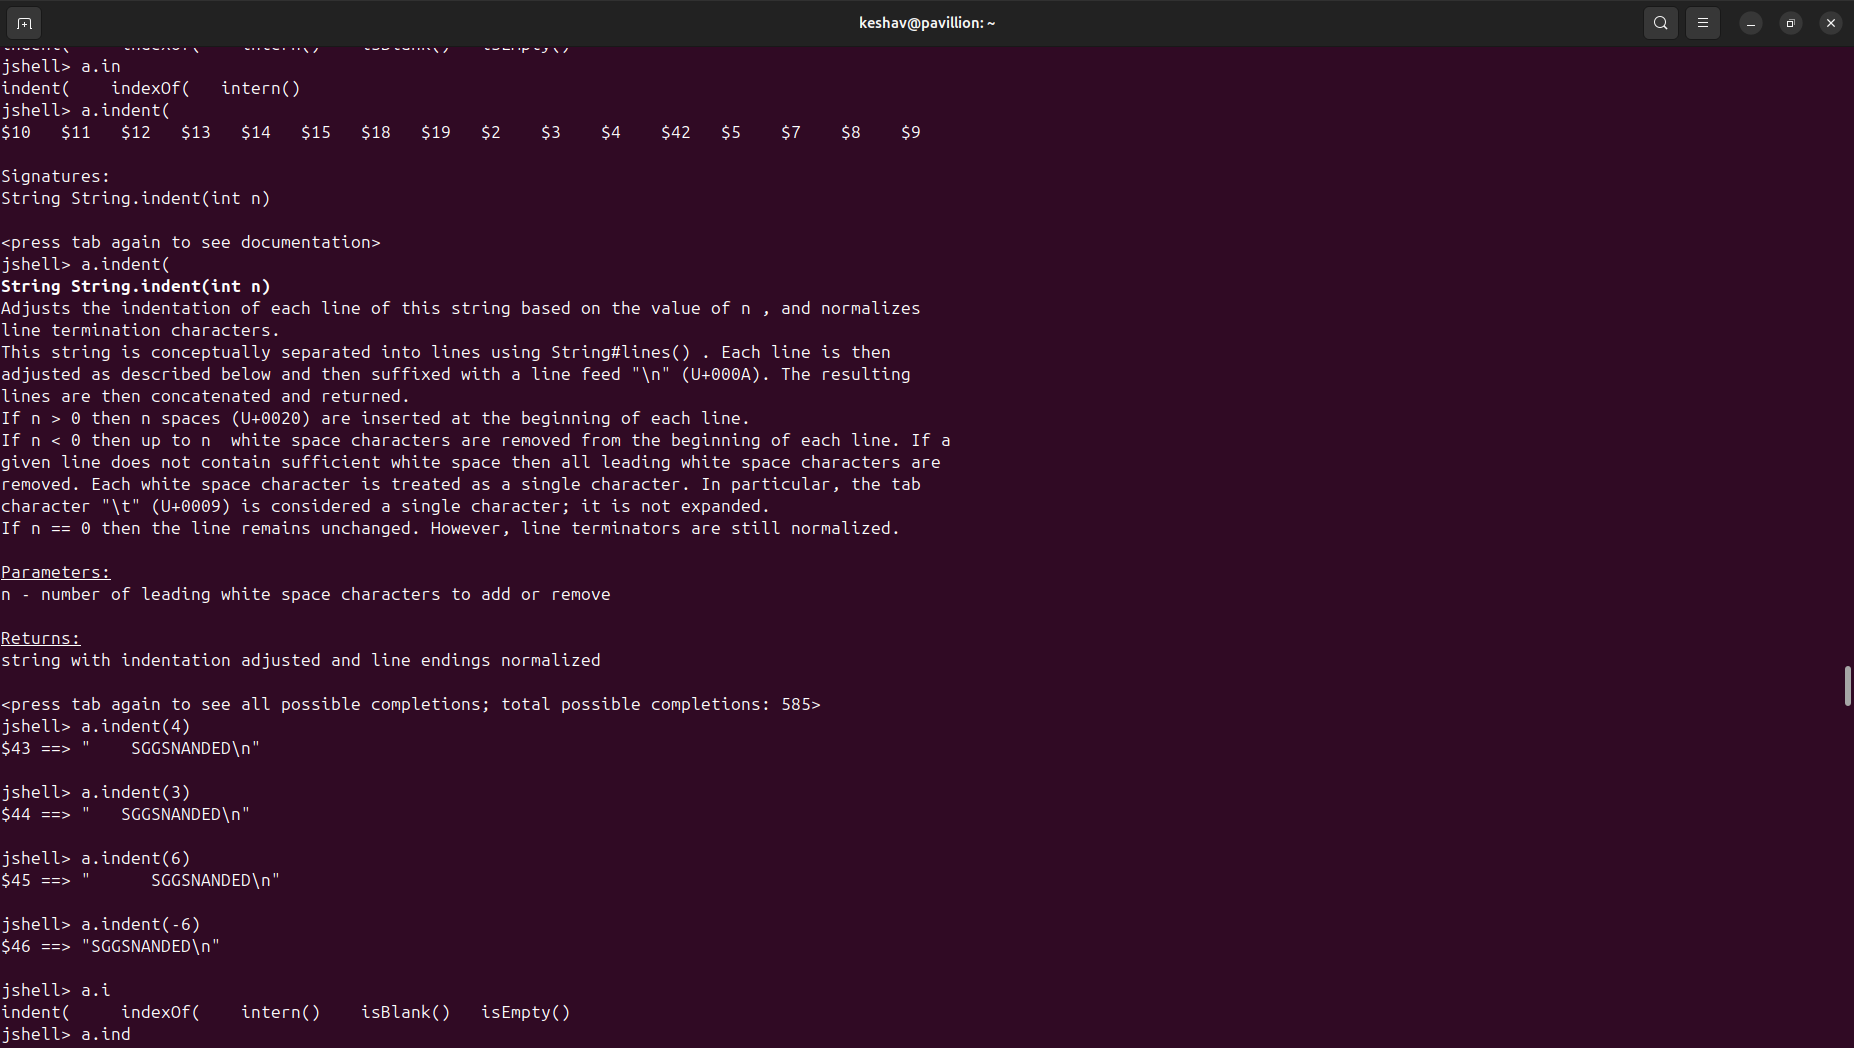 keshav@pavillion: ~
indent(     indexOf(    intern()    isBlank()   isEmpty()
jshell> a.in
indent(    indexOf(   intern()
jshell> a.indent(
$10   $11   $12   $13   $14   $15   $18   $19   $2    $3    $4    $42   $5    $7    $8    $9
Signatures:
String String.indent(int n)
<press tab again to see documentation>
jshell> a.indent(
String String.indent(int n)
Adjusts the indentation of each line of this string based on the value of n , and normalizes
line termination characters.
This string is conceptually separated into lines using String#lines() . Each line is then
adjusted as described below and then suffixed with a line feed "\n" (U+000A). The resulting
lines are then concatenated and returned.
If n > 0 then n spaces (U+0020) are inserted at the beginning of each line.
If n < 0 then up to n  white space characters are removed from the beginning of each line. If a
given line does not contain sufficient white space then all leading white space characters are
removed. Each white space character is treated as a single character. In particular, the tab
character "\t" (U+0009) is considered a single character; it is not expanded.
If n == 0 then the line remains unchanged. However, line terminators are still normalized.
Parameters:
n - number of leading white space characters to add or remove
Returns:
string with indentation adjusted and line endings normalized
<press tab again to see all possible completions; total possible completions: 585>
jshell> a.indent(4)
$43 ==> "    SGGSNANDED\n"
jshell> a.indent(3)
$44 ==> "   SGGSNANDED\n"
jshell> a.indent(6)
$45 ==> "      SGGSNANDED\n"
jshell> a.indent(-6)
$46 ==> "SGGSNANDED\n"
jshell> a.i
indent(     indexOf(    intern()    isBlank()   isEmpty()
jshell> a.ind